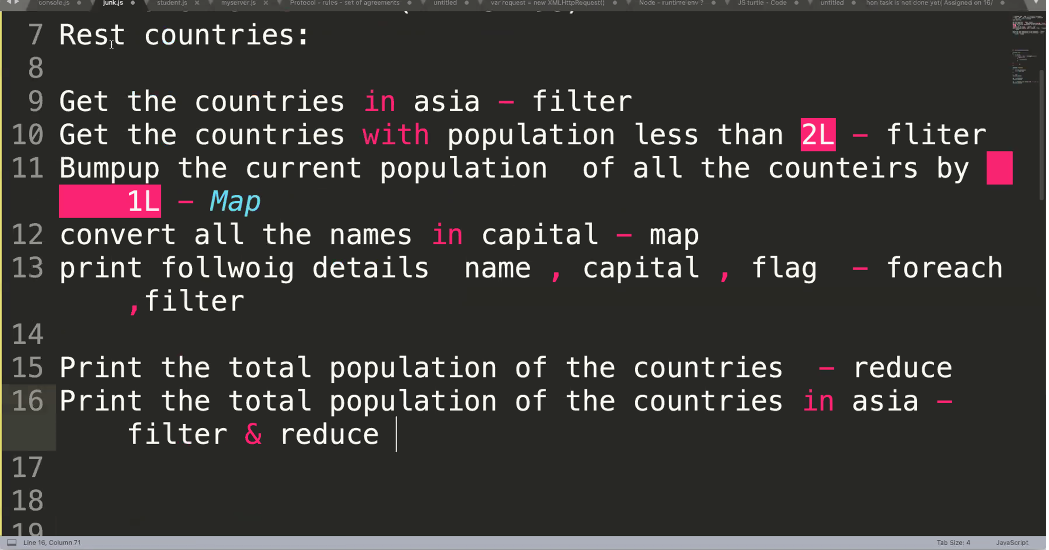 console.js junk.js student.js myserver.js Protocol - rules - set of agreements untitled var request = new XMLHttpRequest() Node - runtime env ? JS turtle - Code untitled hon task is not done yet( Assigned on 16/
7 Rest countries:
8
9 Get the countries in asia - filter
10 Get the countries with population less than 2L - fliter
11 Bumpup the current population  of all the counteirs by
1L - Map
12 convert all the names in capital - map
13 print follwoig details  name , capital , flag  - foreach
,filter
14
15 Print the total population of the countries  - reduce
16 Print the total population of the countries in asia -
filter & reduce
17
18
19
Line 16, Column 71 Tab Size: 4 JavaScript